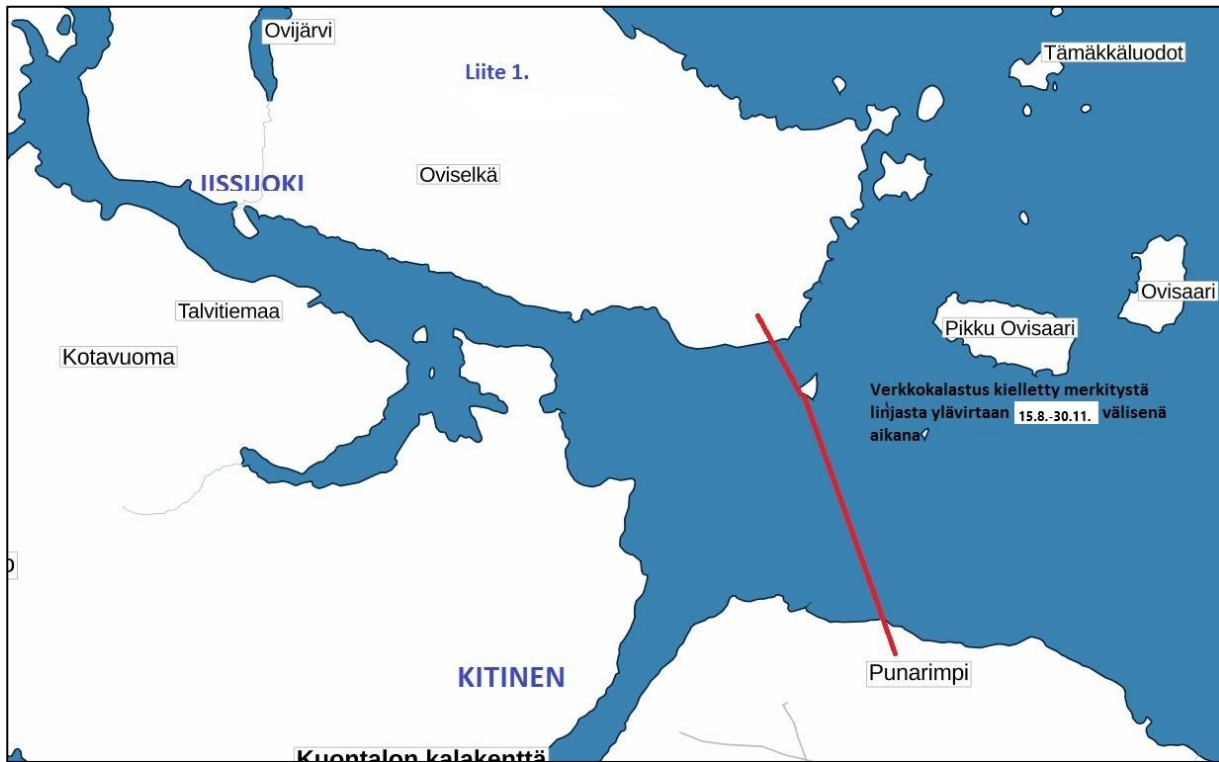 Ovijärvi
Liite 1.
Tämäkkäluodot
IISSIJOKI
Oviselkä
Ovisaari
Talvitiemaa
Pikku Ovisaari
Kotavuoma
Verkkokalastus kielletty merkitystä
linjasta ylävirtaan 15.8.-30.11. välisenä
aikana
KITINEN
Punarimpi
Kuontalon kalakenttä